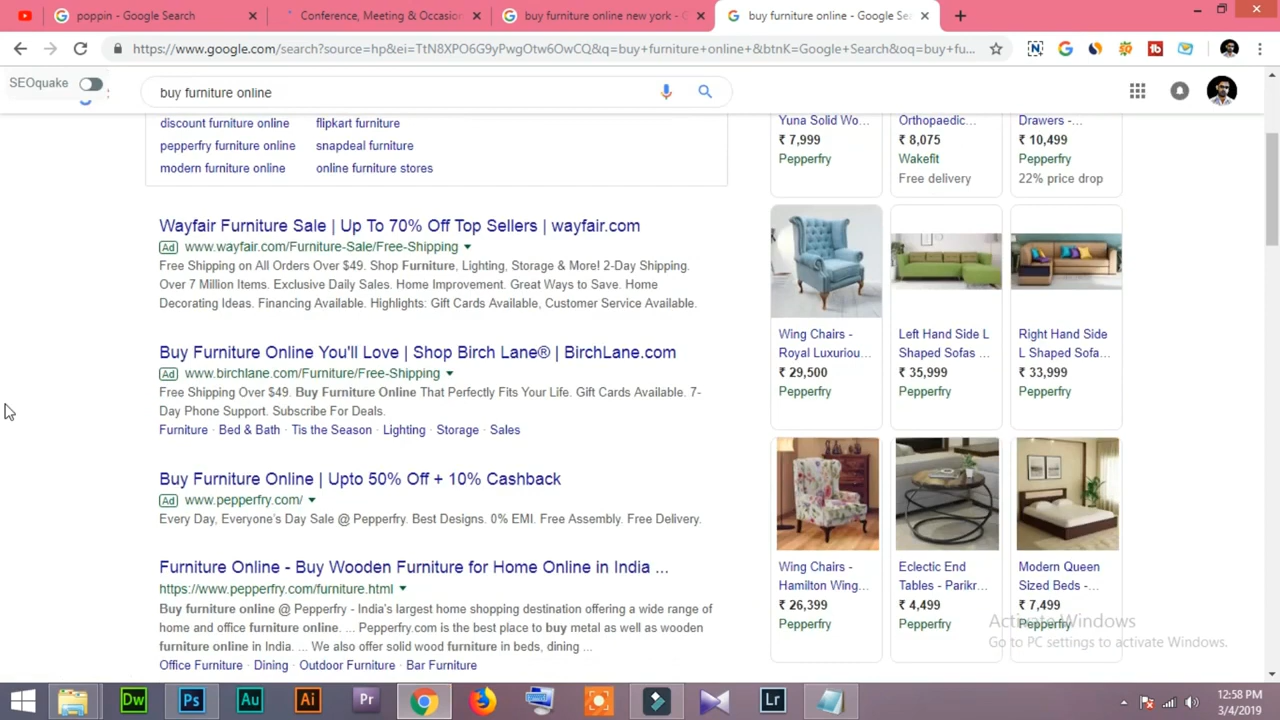 poppin - Google Search
Conference, Meeting & Occasion
buy furniture online new york - G
buy furniture online - Google Sea
https://www.google.com/search?source=hp&ei=TtN8XPO6G9yPwgOtw6OwCQ&q=buy+furniture+online+&btnK=Google+Search&oq=buy+fu...
SEOquake
buy furniture online
discount furniture online
flipkart furniture
pepperfry furniture online
snapdeal furniture
modern furniture online
online furniture stores
Wayfair Furniture Sale | Up To 70% Off Top Sellers | wayfair.com
Ad www.wayfair.com/Furniture-Sale/Free-Shipping
Free Shipping on All Orders Over $49. Shop Furniture, Lighting, Storage & More! 2-Day Shipping.
Over 7 Million Items. Exclusive Daily Sales. Home Improvement. Great Ways to Save. Home
Decorating Ideas. Financing Available. Highlights: Gift Cards Available, Customer Service Available.
Buy Furniture Online You'll Love | Shop Birch Lane® | BirchLane.com
Ad www.birchlane.com/Furniture/Free-Shipping
Free Shipping Over $49. Buy Furniture Online That Perfectly Fits Your Life. Gift Cards Available. 7-
Day Phone Support. Subscribe For Deals.
Furniture · Bed & Bath · Tis the Season · Lighting · Storage · Sales
Buy Furniture Online | Upto 50% Off + 10% Cashback
Ad www.pepperfry.com/
Every Day, Everyone's Day Sale @ Pepperfry. Best Designs. 0% EMI. Free Assembly. Free Delivery.
Furniture Online - Buy Wooden Furniture for Home Online in India ...
https://www.pepperfry.com/furniture.html
Buy furniture online @ Pepperfry - India's largest home shopping destination offering a wide range of
home and office furniture online. ... Pepperfry.com is the best place to buy metal as well as wooden
furniture online in India. ... We also offer solid wood furniture in beds, dining ...
Office Furniture · Dining · Outdoor Furniture · Bar Furniture
Yuna Solid Wo...
₹ 7,999
Pepperfry
Orthopaedic...
₹ 8,075
Wakefit
Free delivery
Drawers -...
₹ 10,499
Pepperfry
22% price drop
Wing Chairs -
Royal Luxuriou...
₹ 29,500
Pepperfry
Left Hand Side L
Shaped Sofas ...
₹ 35,999
Pepperfry
Right Hand Side
L Shaped Sofa...
₹ 33,999
Pepperfry
Wing Chairs -
Hamilton Wing...
₹ 26,399
Pepperfry
Eclectic End
Tables - Parikr...
₹ 4,499
Pepperfry
Modern Queen
Sized Beds -...
₹ 7,499
Pepperfry
Activate Windows
Go to PC settings to activate Windows.
Dw
Ps
Au
Ai
Pr
Lr
12:58 PM
3/4/2019